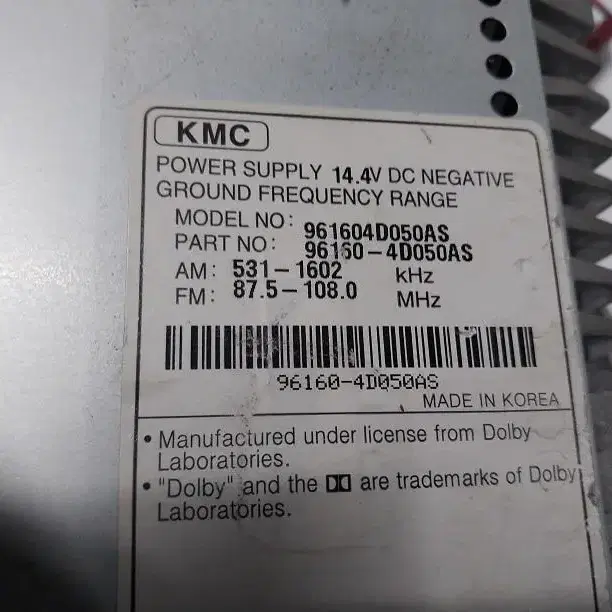 KMC
POWER SUPPLY 14.4V DC NEGATIVE
GROUND FREQUENCY RANGE
MODEL NO: 961604D050AS
PART NO: 96160-4D050AS
AM: 531-1602 kHz
FM: 87.5-108.0 MHz
96160-4D050AS
MADE IN KOREA
• Manufactured under license from Dolby
Laboratories.
• "Dolby" and the DD are trademarks of Dolby
Laboratories.